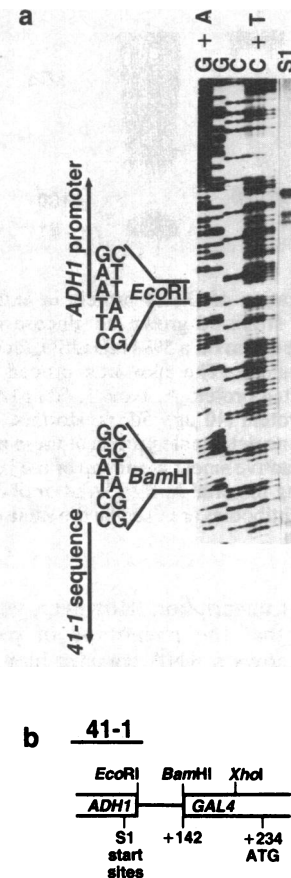 a
G + A
G
C
C + T
S1
ADH1 promoter
GC
AT
AT
TA
TA
CG
EcoRI
GC
GC
AT
TA
CG
CG
BamHI
41-1 sequence
b
41-1
EcoRI BamHI XhoI
ADH1 GAL4
S1 +142 +234
start ATG
sites